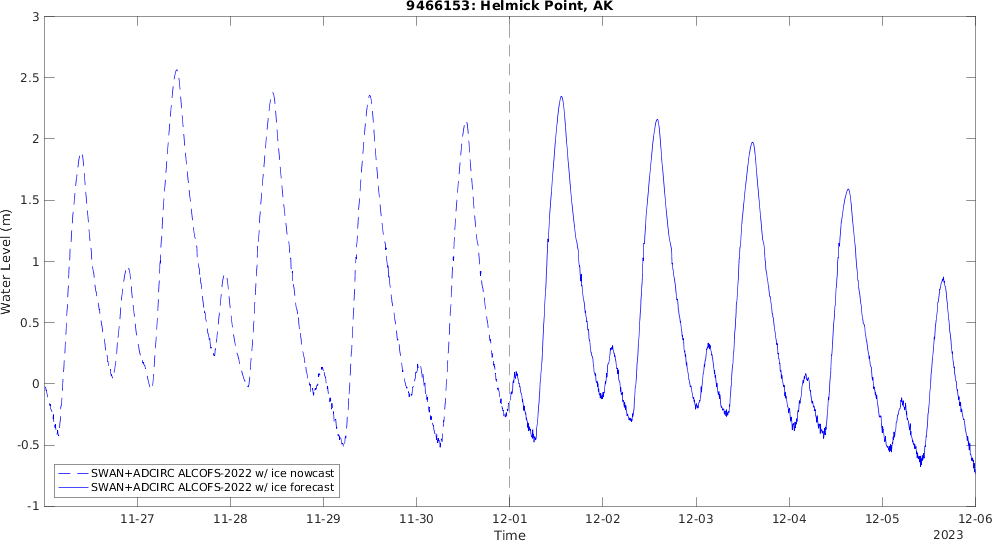 9466153: Helmick Point, AK
3
2.5
2
1.5
1
0.5
0
-0.5
-1
Water Level (m)
SWAN+ADCIRC ALCOFS-2022 w/ ice nowcast
SWAN+ADCIRC ALCOFS-2022 w/ ice forecast
11-27 11-28 11-29 11-30 12-01 12-02 12-03 12-04 12-05 12-06
Time
2023